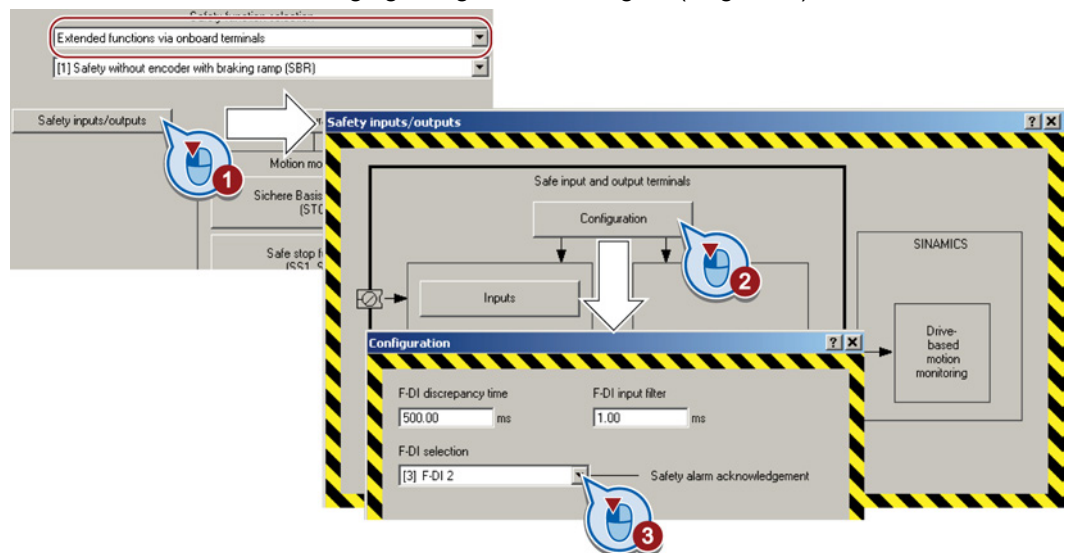 Extended functions via onboard terminals
[1] Safety without encoder with braking ramp (SBR)
Safety inputs/outputs
1
Motion mo
Sichere Basis
(STO
Safe stop f
Safety inputs/outputs
? X
Safe input and output terminals
Configuration
2
Inputs
SINAMICS
Drive-
based
motion
monitoring
Configuration
? X
F-DI discrepancy time
F-DI input filter
500.00 ms
1.00 ms
F-DI selection
[3] F-DI 2
Safety alarm acknowledgement
3